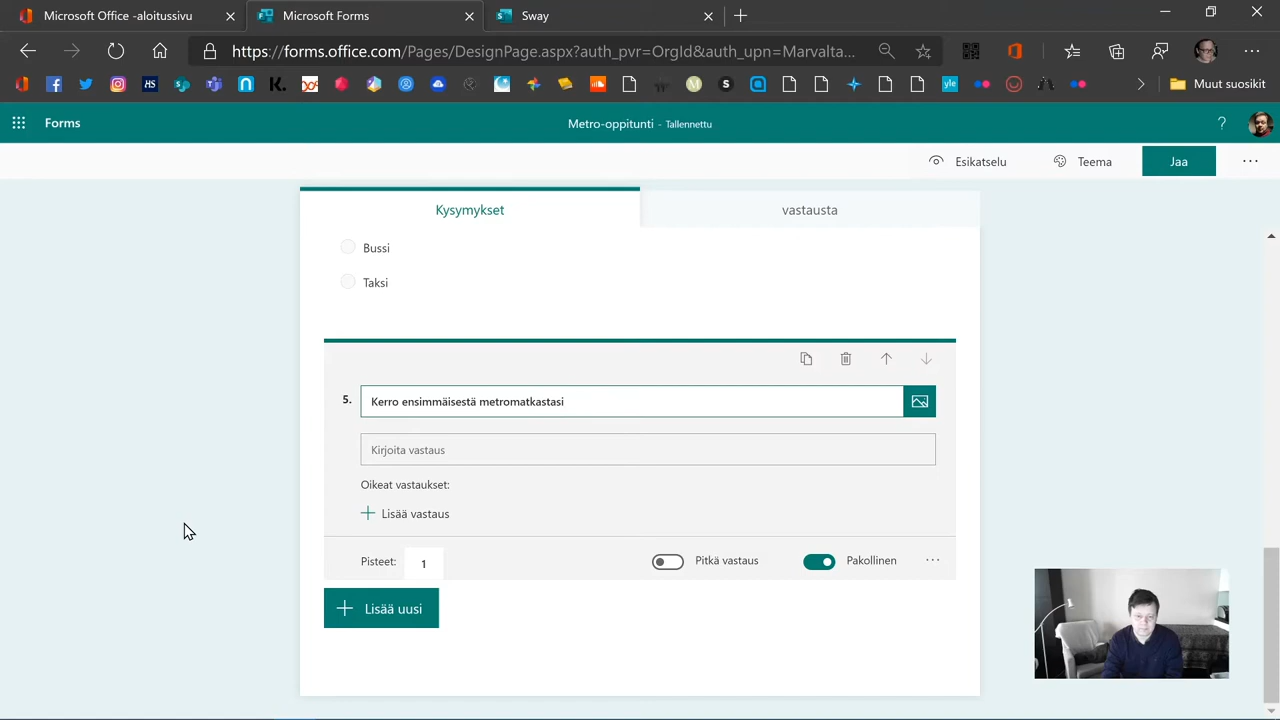 Microsoft Office -aloitussivu
Microsoft Forms
Sway
https://forms.office.com/Pages/DesignPage.aspx?auth_pvr=OrgId&auth_upn=Marvalta...
HS
yle
Muut suosikit
Forms
Metro-oppitunti - Tallennettu
?
Esikatselu
Teema
Jaa
Kysymykset
vastausta
Bussi
Taksi
5.
Kerro ensimmäisestä metromatkastasi
Kirjoita vastaus
Oikeat vastaukset:
Lisää vastaus
Pisteet:
1
Pitkä vastaus
Pakollinen
Lisää uusi